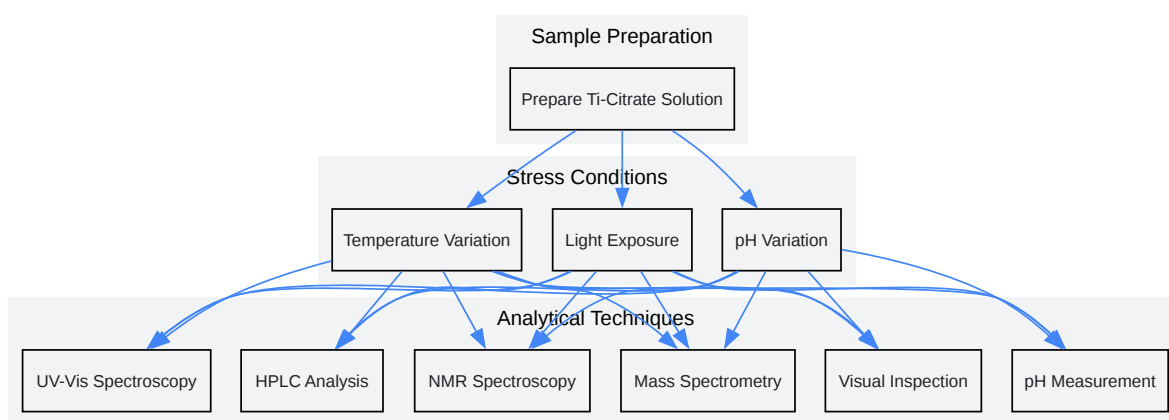 Sample Preparation
Prepare Ti-Citrate Solution
Stress Conditions
Temperature Variation
Light Exposure
pH Variation
Analytical Techniques
UV-Vis Spectroscopy
HPLC Analysis
NMR Spectroscopy
Mass Spectrometry
Visual Inspection
pH Measurement